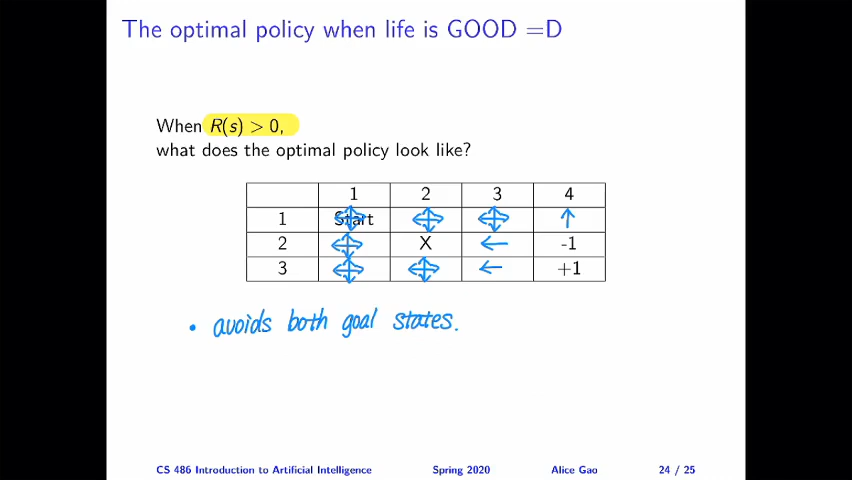 The optimal policy when life is GOOD =D
When R(s) > 0,
what does the optimal policy look like?
1 2 3 4
1 Start
2 X -1
3 +1
• avoids both goal states.
CS 486 Introduction to Artificial Intelligence Spring 2020 Alice Gao 24 / 25